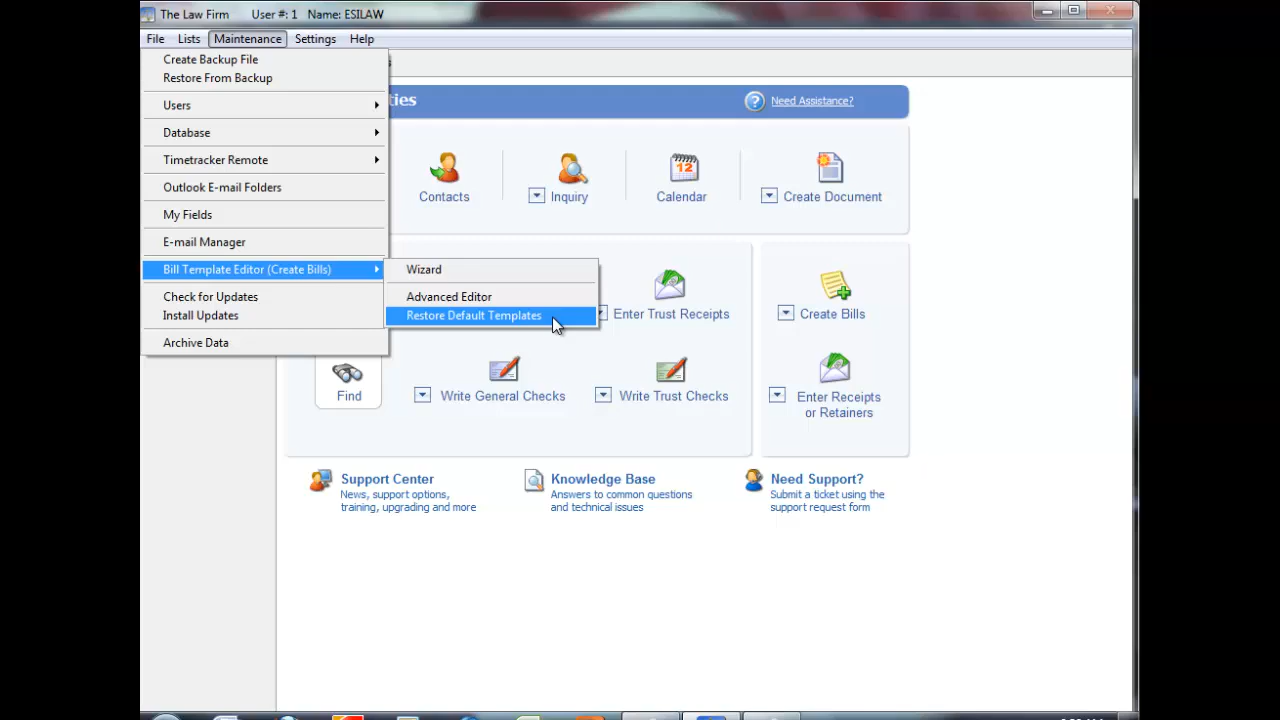 The Law Firm User #: 1 Name: ESILAW
File Lists Maintenance Settings Help
Create Backup File
Restore From Backup
Users
Database
Timetracker Remote
Outlook E-mail Folders
My Fields
E-mail Manager
Bill Template Editor (Create Bills)
Check for Updates
Install Updates
Archive Data
Wizard
Advanced Editor
Restore Default Templates
ties
Need Assistance?
Contacts
Inquiry
12
Calendar
Create Document
Enter Trust Receipts
Create Bills
Find
Write General Checks
Write Trust Checks
Enter Receipts
or Retainers
Support Center
News, support options,
training, upgrading and more
Knowledge Base
Answers to common questions
and technical issues
Need Support?
Submit a ticket using the
support request form